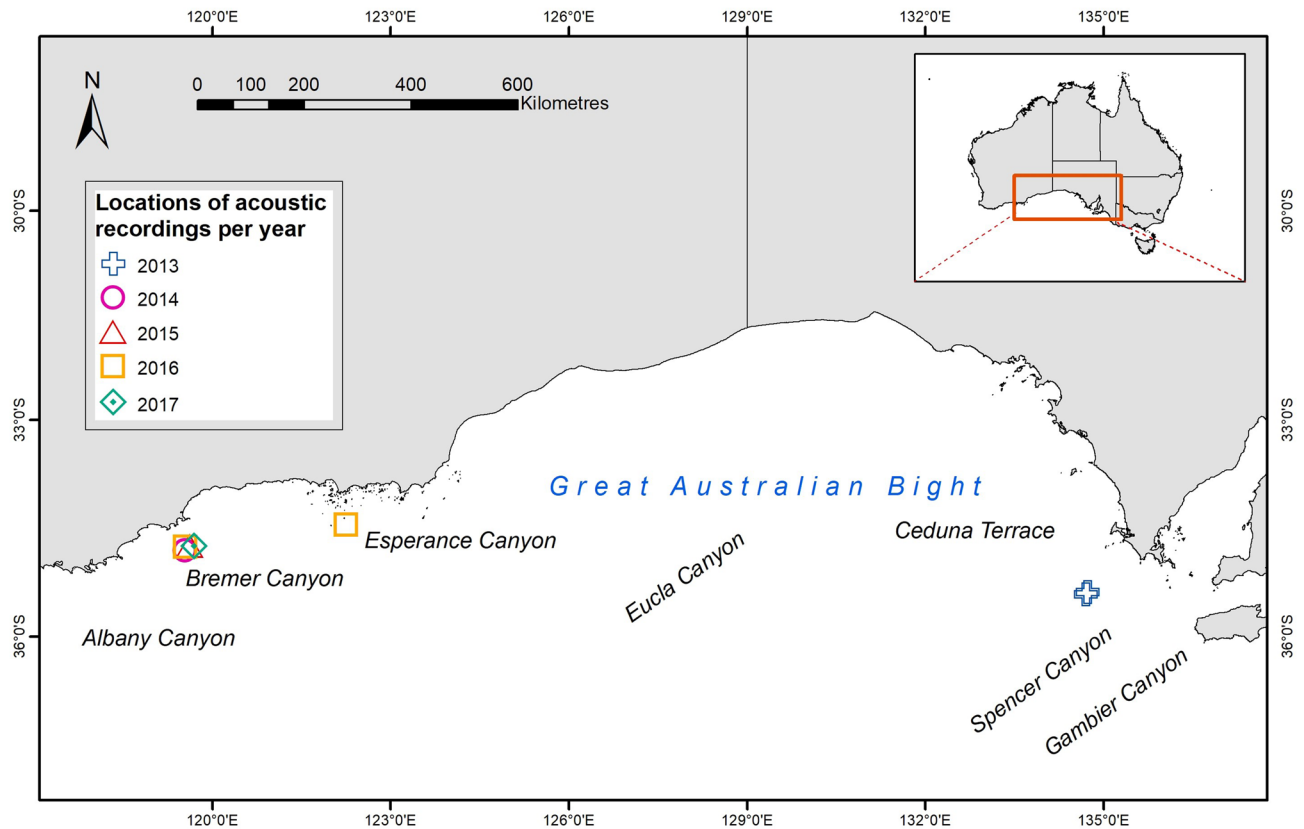 120°0'E 123°0'E 126°0'E 129°0'E 132°0'E 135°0'E
N
0 100 200 400 600
Kilometres
Locations of acoustic
recordings per year
2013
2014
2015
2016
2017
30°0'S 30°0'S
33°0'S 33°0'S
36°0'S 36°0'S
Great Australian Bight
Ceduna Terrace
Esperance Canyon
Eucla Canyon
Bremer Canyon
Albany Canyon
Spencer Canyon
Gambier Canyon
120°0'E 123°0'E 126°0'E 129°0'E 132°0'E 135°0'E